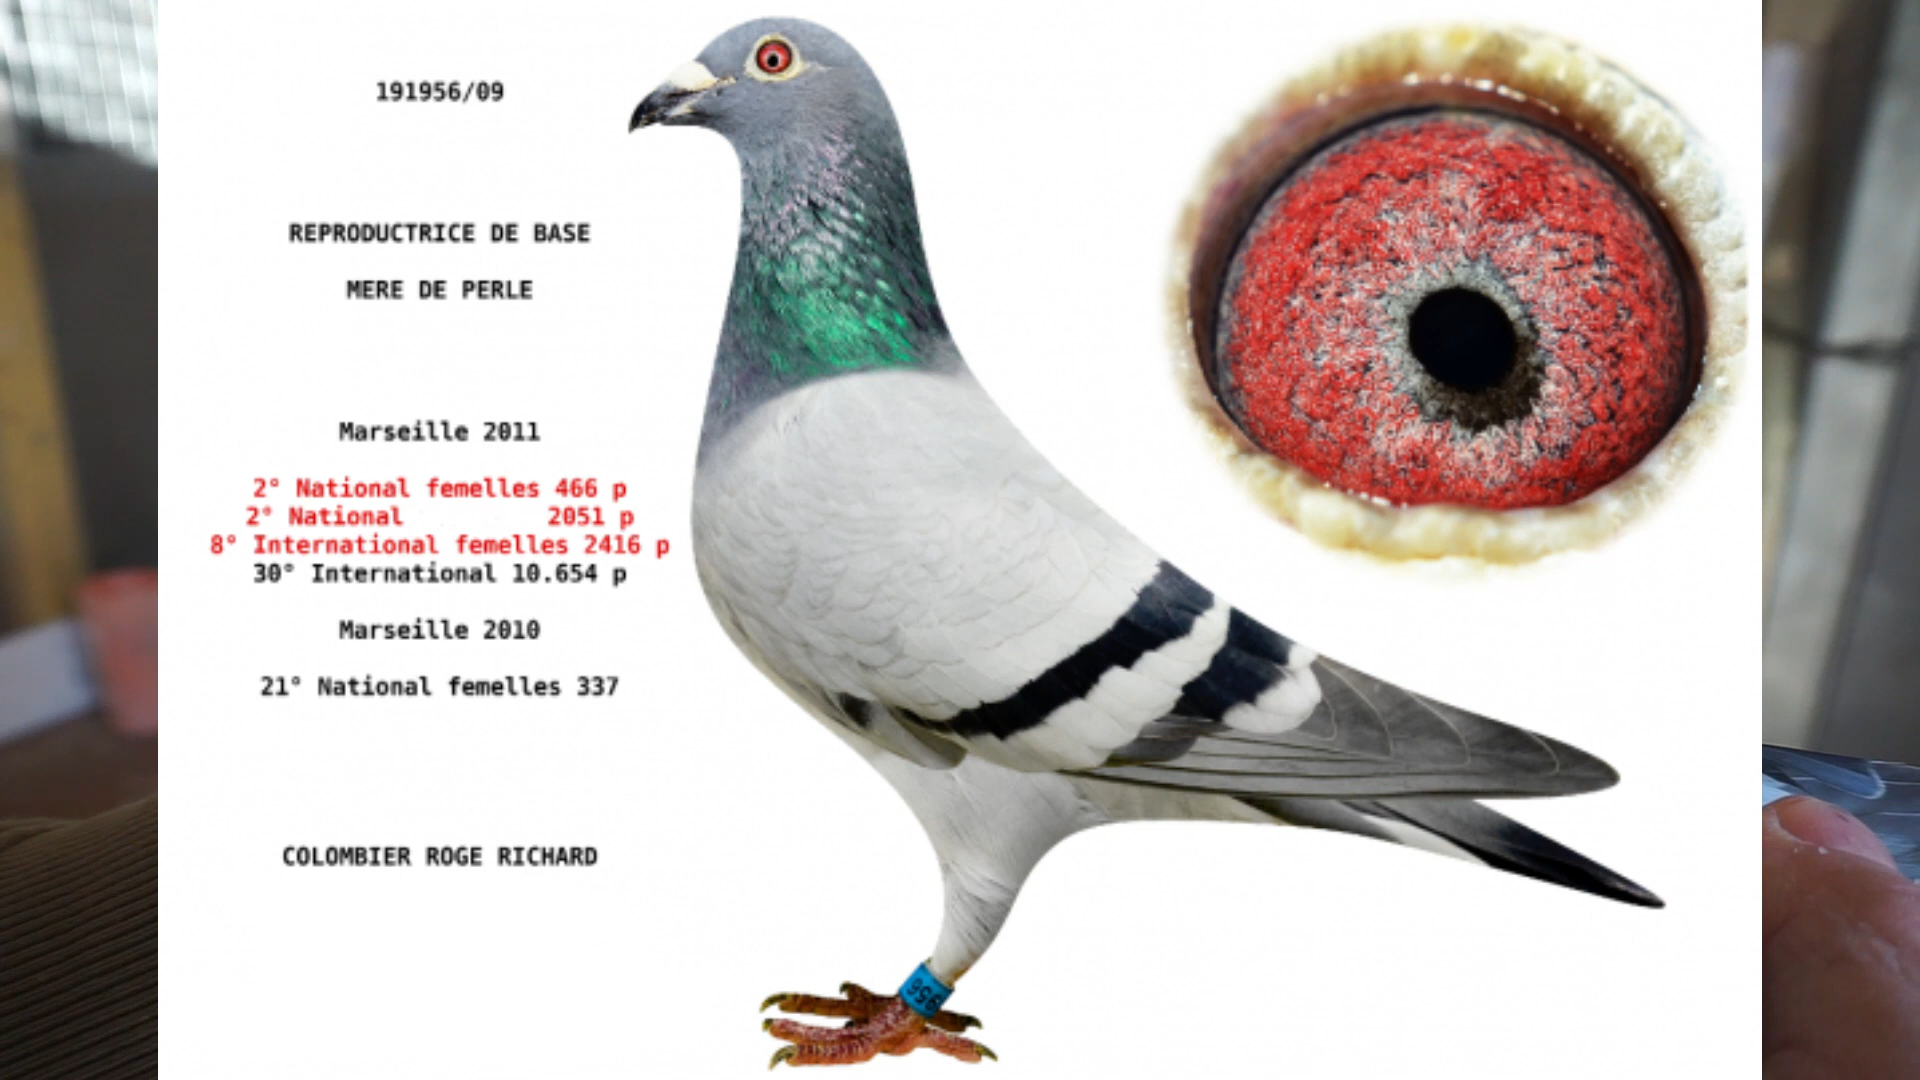 191956/09
REPRODUCTRICE DE BASE
MERE DE PERLE
Marseille 2011
2° National femelles 466 p
2° National 2051 p
8° International femelles 2416 p
30° International 10.654 p
Marseille 2010
21° National femelles 337
COLOMBIER ROGE RICHARD
956